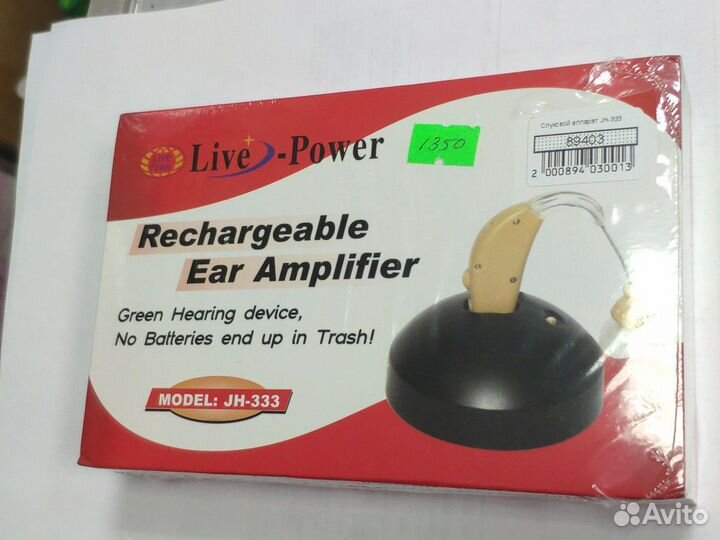 LIVE
Live-Power
1350
Слуховой аппарат JH-333
89403
2 000894 030013
Rechargeable
Ear Amplifier
Green Hearing device,
No Batteries end up in Trash!
MODEL: JH-333
Avito